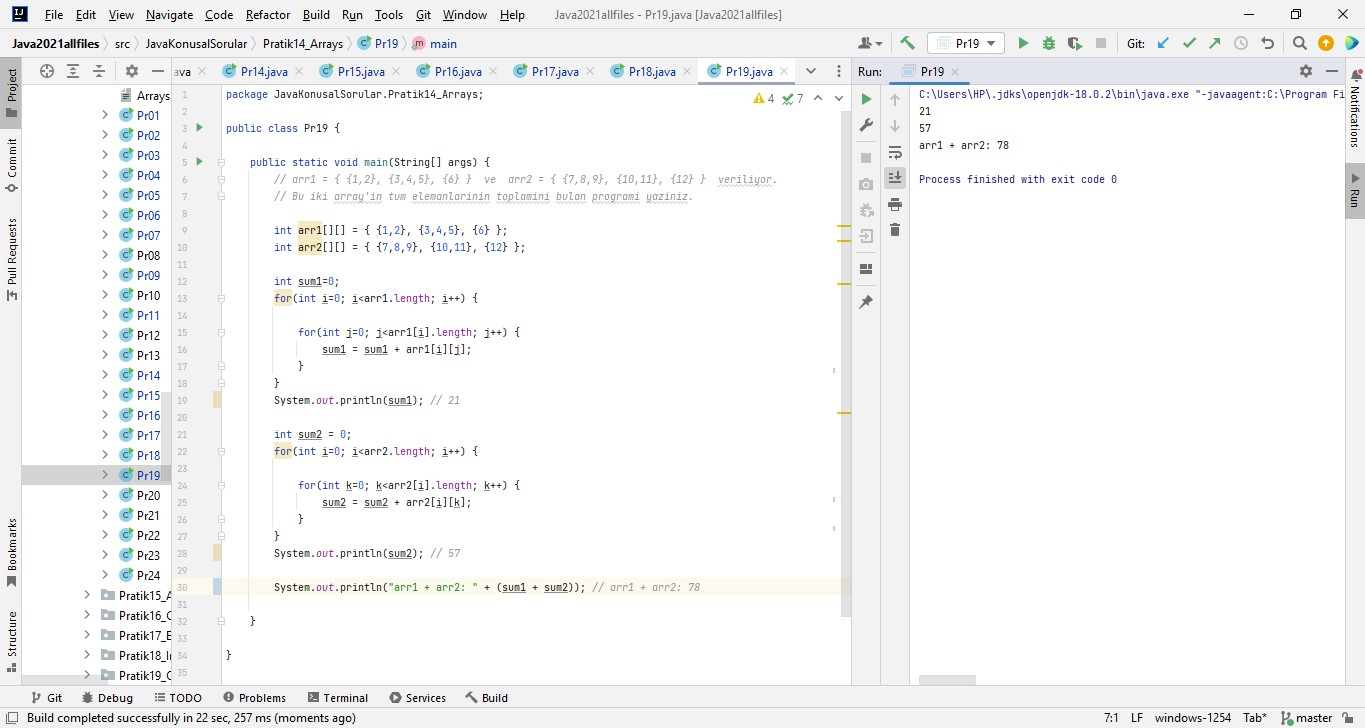 File Edit View Navigate Code Refactor Build Run Tools Git Window Help Java2021allfiles - Pr19.java [Java2021allfiles]
Java2021allfiles src JavaKonusalSorular Pratik14_Arrays Pr19 main Pr19 Git:
Project
Commit
Pull Requests
Bookmarks
Structure
Arrays
Pr01
Pr02
Pr03
Pr04
Pr05
Pr06
Pr07
Pr08
Pr09
Pr10
Pr11
Pr12
Pr13
Pr14
Pr15
Pr16
Pr17
Pr18
Pr19
Pr20
Pr21
Pr22
Pr23
Pr24
Pratik15_A
Pratik16_C
Pratik17_E
Pratik18_I
Pratik19_C
ava Pr14.java Pr15.java Pr16.java Pr17.java Pr18.java Pr19.java
4 7
1 package JavaKonusalSorular.Pratik14_Arrays;
2
3 public class Pr19 {
4
5 public static void main(String[] args) {
6 // arr1 = { {1,2}, {3,4,5}, {6} } ve arr2 = { {7,8,9}, {10,11}, {12} } veriliyor.
7 // Bu iki array'in tum elemanlarinin toplamini bulan programi yaziniz.
8
9 int arr1[][] = { {1,2}, {3,4,5}, {6} };
10 int arr2[][] = { {7,8,9}, {10,11}, {12} };
11
12 int sum1=0;
13 for(int i=0; i<arr1.length; i++) {
14
15 for(int j=0; j<arr1[i].length; j++) {
16 sum1 = sum1 + arr1[i][j];
17 }
18 }
19 System.out.println(sum1); // 21
20
21 int sum2 = 0;
22 for(int i=0; i<arr2.length; i++) {
23
24 for(int k=0; k<arr2[i].length; k++) {
25 sum2 = sum2 + arr2[i][k];
26 }
27 }
28 System.out.println(sum2); // 57
29
30 System.out.println("arr1 + arr2: " + (sum1 + sum2)); // arr1 + arr2: 78
31
32 }
33
34 }
35
Run: Pr19
C:\Users\HP\.jdks\openjdk-18.0.2\bin\java.exe "-javaagent:C:\Program Fi
21
57
arr1 + arr2: 78
Process finished with exit code 0
Notifications
Run
Git Debug TODO Problems Terminal Services Build
Build completed successfully in 22 sec, 257 ms (moments ago) 7:1 LF windows-1254 Tab* master